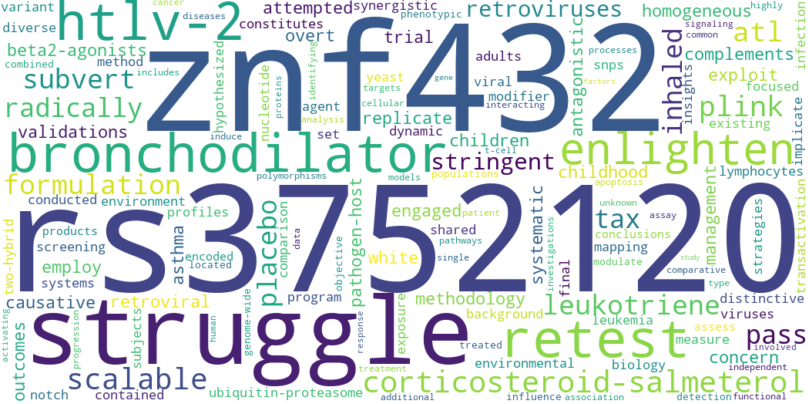 variant
diseases
cancer
htlv-2
attempted
synergistic
retroviruses
homogeneous
signaling
highly
diverse
overt
constitutes
trial
phenotypic
common
atl
infection
beta2-agonists
method
combined
includes
znf432
adults
processes
snps
complements
subvert
hypothesized
nucleotide
identifying
yeast
targets
viral
modifier
antagonistic
inhaled
insights
exploit
focused
radically
agent
proteins
cellular
gene
interacting
factors
plink
existing
implicate
validations
induce
analysis
set
replicate
dynamic
bronchodilator
t-cell
children
stringent
enlighten
lymphocytes
formulation
polymorphisms
models
populations
apoptosis
childhood
transactivation
two-hybrid
conducted
environment
profiles
products
screening
asthma
encoded
located
systems
employ
rs3752120
placebo
comparison
data
objective
pathogen-host
engaged
patient
shared
white
pathways
single
systematic
investigations
unknown
assay
tax
conclusions
mapping
modulate
management
strategies
comparative
study
type
causative
retroviral
program
methodology
final
leukotriene
distinctive
activating
outcomes
progression
struggle
subjects
human
genome-wide
response
exposure
background
leukemia
assess
viruses
treated
retest
measure
involved
pass
independent
scalable
treatment
environmental
biology
concern
notch
contained
ubiquitin-proteasome
corticosteroid-salmeterol
additional
influence
association
detection
functional